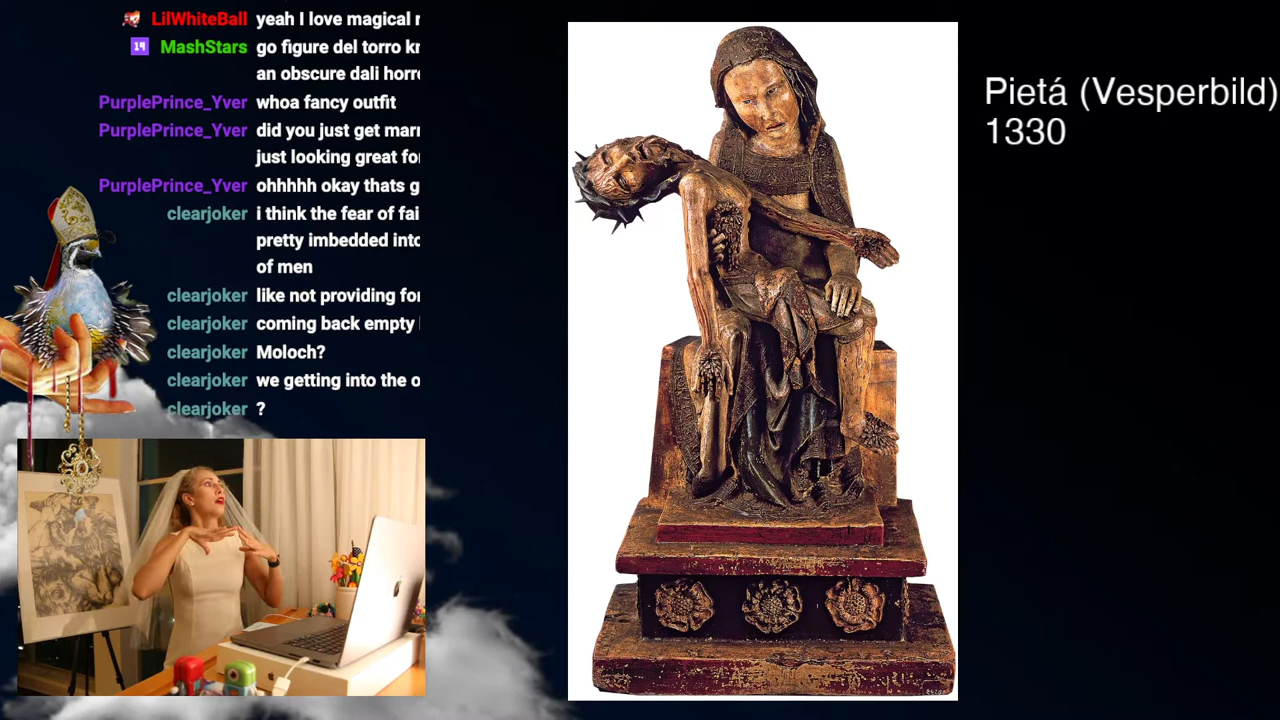 LilWhiteBall yeah I love magical
19 MashStars go figure del torro
an obscure dali
PurplePrince_Yver whoa fancy outfit
PurplePrince_Yver did you just get
just looking great
PurplePrince_Yver ohhhhh okay thats
clearjoker i think the fear of
pretty imbedded
of men
clearjoker like not providing
clearjoker coming back empty
clearjoker Moloch?
clearjoker we getting into the
clearjoker ?
Pietá (Vesperbild)
1330